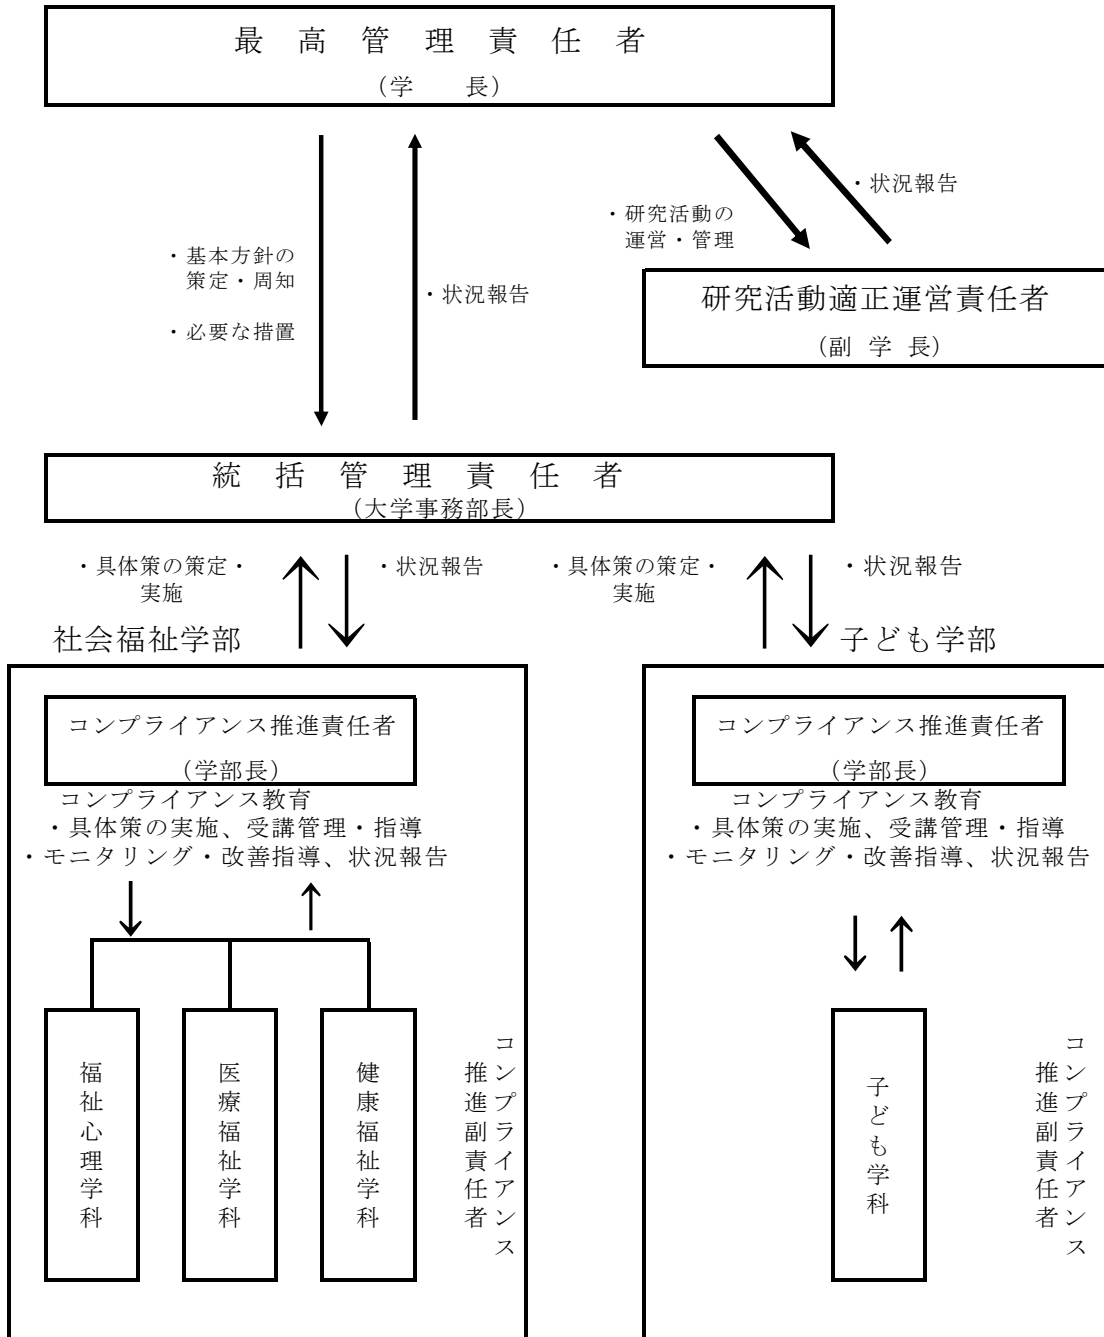 最 高 管 理 責 任 者
（学 長）
・状況報告
・研究活動の
運営・管理
・基本方針の
策定・周知
・必要な措置
・状況報告
研究活動適正運営責任者
（副 学 長）
統 括 管 理 責 任 者
（大学事務部長）
・具体策の策定・
実施
・状況報告
・具体策の策定・
実施
・状況報告
社会福祉学部
子ども学部
コンプライアンス推進責任者
（学部長）
コンプライアンス教育
・具体策の実施、受講管理・指導
・モニタリング・改善指導、状況報告
福祉心理学科
医療福祉学科
健康福祉学科
コンプライアンス
推進副責任者
コンプライアンス推進責任者
（学部長）
コンプライアンス教育
・具体策の実施、受講管理・指導
・モニタリング・改善指導、状況報告
子ども学科
コンプライアンス
推進副責任者